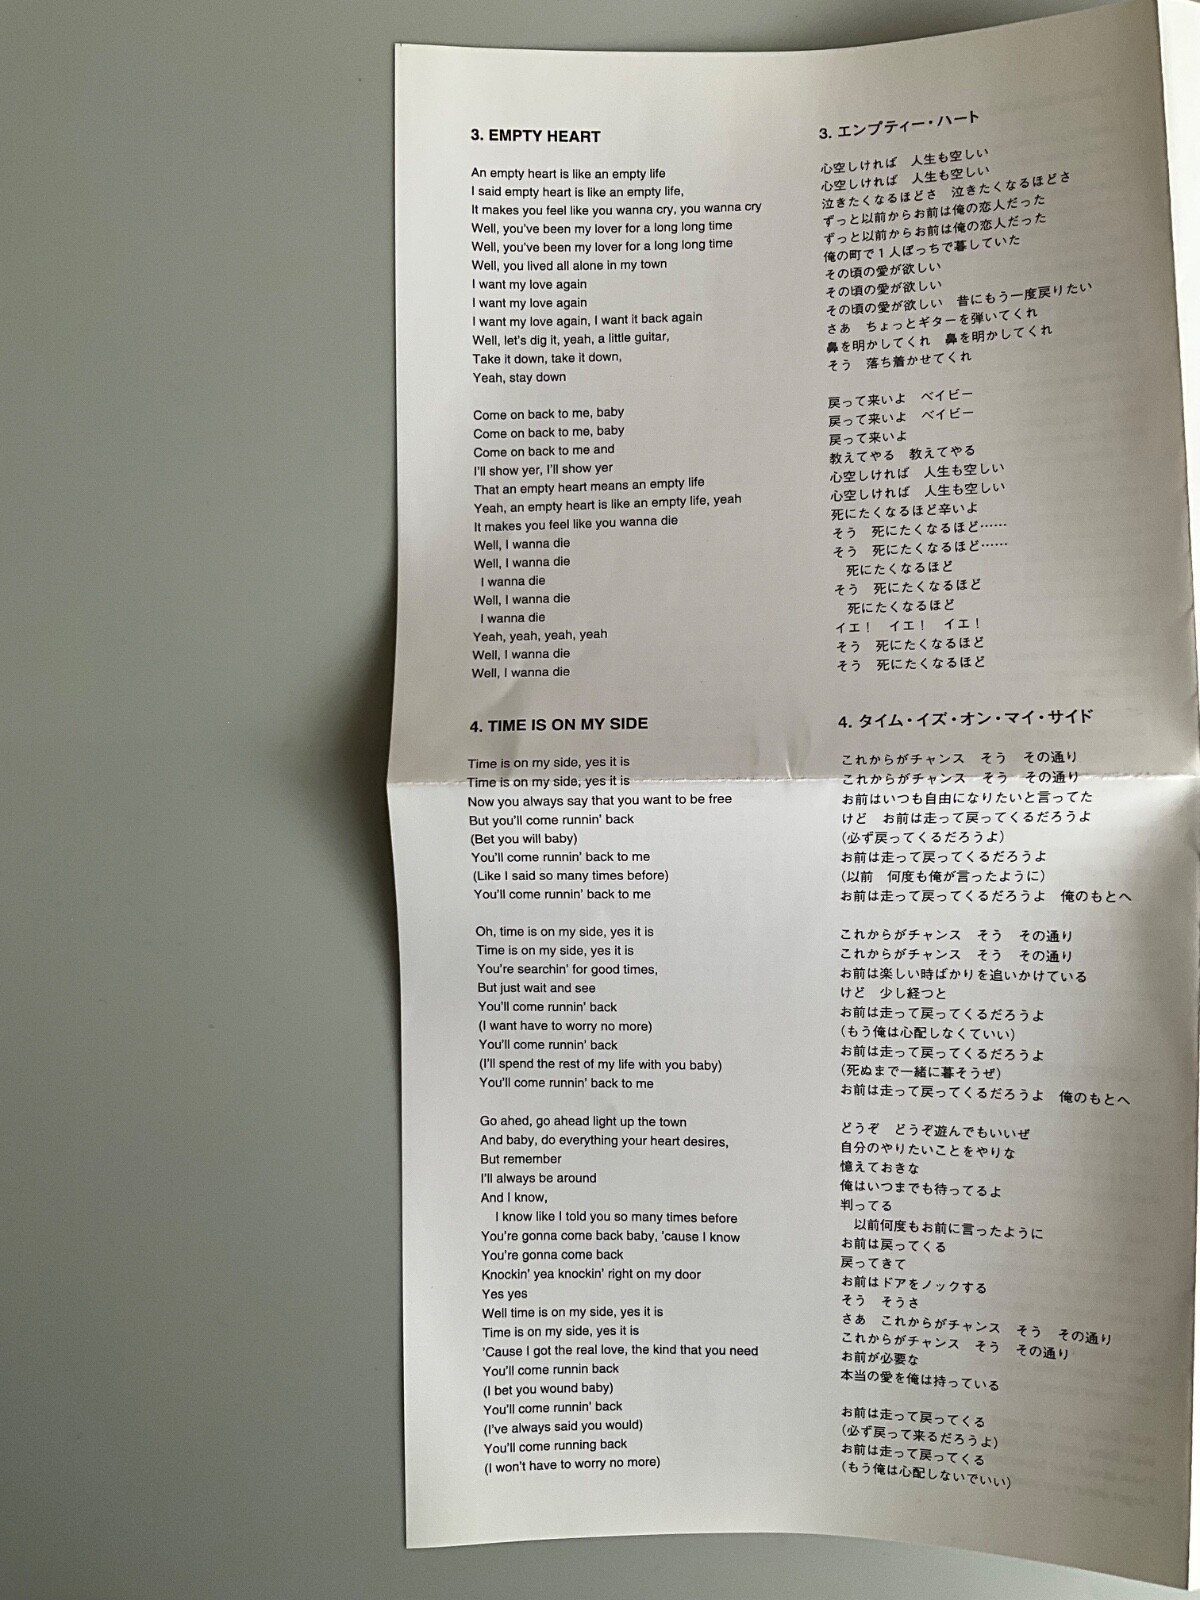 3. EMPTY HEART
An empty heart is like an empty life
I said empty heart is like an empty life,
It makes you feel like you wanna cry, you wanna cry
Well, you've been my lover for a long long time
Well, you've been my lover for a long long time
Well, you lived all alone in my town
I want my love again
I want my love again
I want my love again, I want it back again
Well, let's dig it, yeah, a little guitar,
Take it down, take it down,
Yeah, stay down
Come on back to me, baby
Come on back to me, baby
Come on back to me and
I'll show yer, I'll show yer
That an empty heart means an empty life
Yeah, an empty heart is like an empty life, yeah
It makes you feel like you wanna die
Well, I wanna die
Well, I wanna die
I wanna die
Well, I wanna die
I wanna die
Yeah, yeah, yeah, yeah
Well, I wanna die
Well, I wanna die
4. TIME IS ON MY SIDE
Time is on my side, yes it is
Time is on my side, yes it is
Now you always say that you want to be free
But you'll come runnin' back
(Bet you will baby)
You'll come runnin' back to me
(Like I said so many times before)
You'll come runnin' back to me
Oh, time is on my side, yes it is
Time is on my side, yes it is
You're searchin' for good times,
But just wait and see
You'll come runnin' back
(I want have to worry no more)
You'll come runnin' back
(I'll spend the rest of my life with you baby)
You'll come runnin' back to me
Go ahed, go ahead light up the town
And baby, do everything your heart desires,
But remember
I'll always be around
And I know,
I know like I told you so many times before
You're gonna come back baby, 'cause I know
You're gonna come back
Knockin' yea knockin' right on my door
Yes yes
Well time is on my side, yes it is
Time is on my side, yes it is
'Cause I got the real love, the kind that you need
You'll come runnin back
(I bet you wound baby)
You'll come runnin' back
(I've always said you would)
You'll come running back
(I won't have to worry no more)
3. エンプティー・ハート
心空しければ　人生も空しい
心空しければ　人生も空しい
泣きたくなるほどさ　泣きたくなるほどさ
ずっと以前からお前は俺の恋人だった
ずっと以前からお前は俺の恋人だった
俺の町で１人ぼっちで暮していた
その頃の愛が欲しい
その頃の愛が欲しい
その頃の愛が欲しい　昔にもう一度戻りたい
さあ　ちょっとギターを弾いてくれ
鼻を明かしてくれ　鼻を明かしてくれ
そう　落ち着かせてくれ
戻って来いよ　ベイビー
戻って来いよ　ベイビー
戻って来いよ
教えてやる　教えてやる
心空しければ　人生も空しい
心空しければ　人生も空しい
死にたくなるほど辛いよ
そう　死にたくなるほど……
そう　死にたくなるほど……
死にたくなるほど
そう　死にたくなるほど
死にたくなるほど
イエ！　イエ！　イエ！
そう　死にたくなるほど
そう　死にたくなるほど
4. タイム・イズ・オン・マイ・サイド
これからがチャンス　そう　その通り
これからがチャンス　そう　その通り
お前はいつも自由になりたいと言ってた
けど　お前は走って戻ってくるだろうよ
(必ず戻ってくるだろうよ)
お前は走って戻ってくるだろうよ
(以前　何度も俺が言ったように)
お前は走って戻ってくるだろうよ　俺のもとへ
これからがチャンス　そう　その通り
これからがチャンス　そう　その通り
お前は楽しい時ばかりを追いかけている
けど　少し経つと
お前は走って戻ってくるだろうよ
(もう俺は心配しなくていい)
お前は走って戻ってくるだろうよ
(死ぬまで一緒に暮そうぜ)
お前は走って戻ってくるだろうよ　俺のもとへ
どうぞ　どうぞ遊んでもいいぜ
自分のやりたいことをやりな
憶えておきな
俺はいつまでも待ってるよ
判ってる
以前何度もお前に言ったように
お前は戻ってくる
戻ってきて
お前はドアをノックする
そう　そうさ
さあ　これからがチャンス　そう　その通り
これからがチャンス　そう　その通り
お前が必要な
本当の愛を俺は持っている
お前は走って戻ってくる
(必ず戻って来るだろうよ)
お前は走って戻ってくる
(もう俺は心配しないでいい)